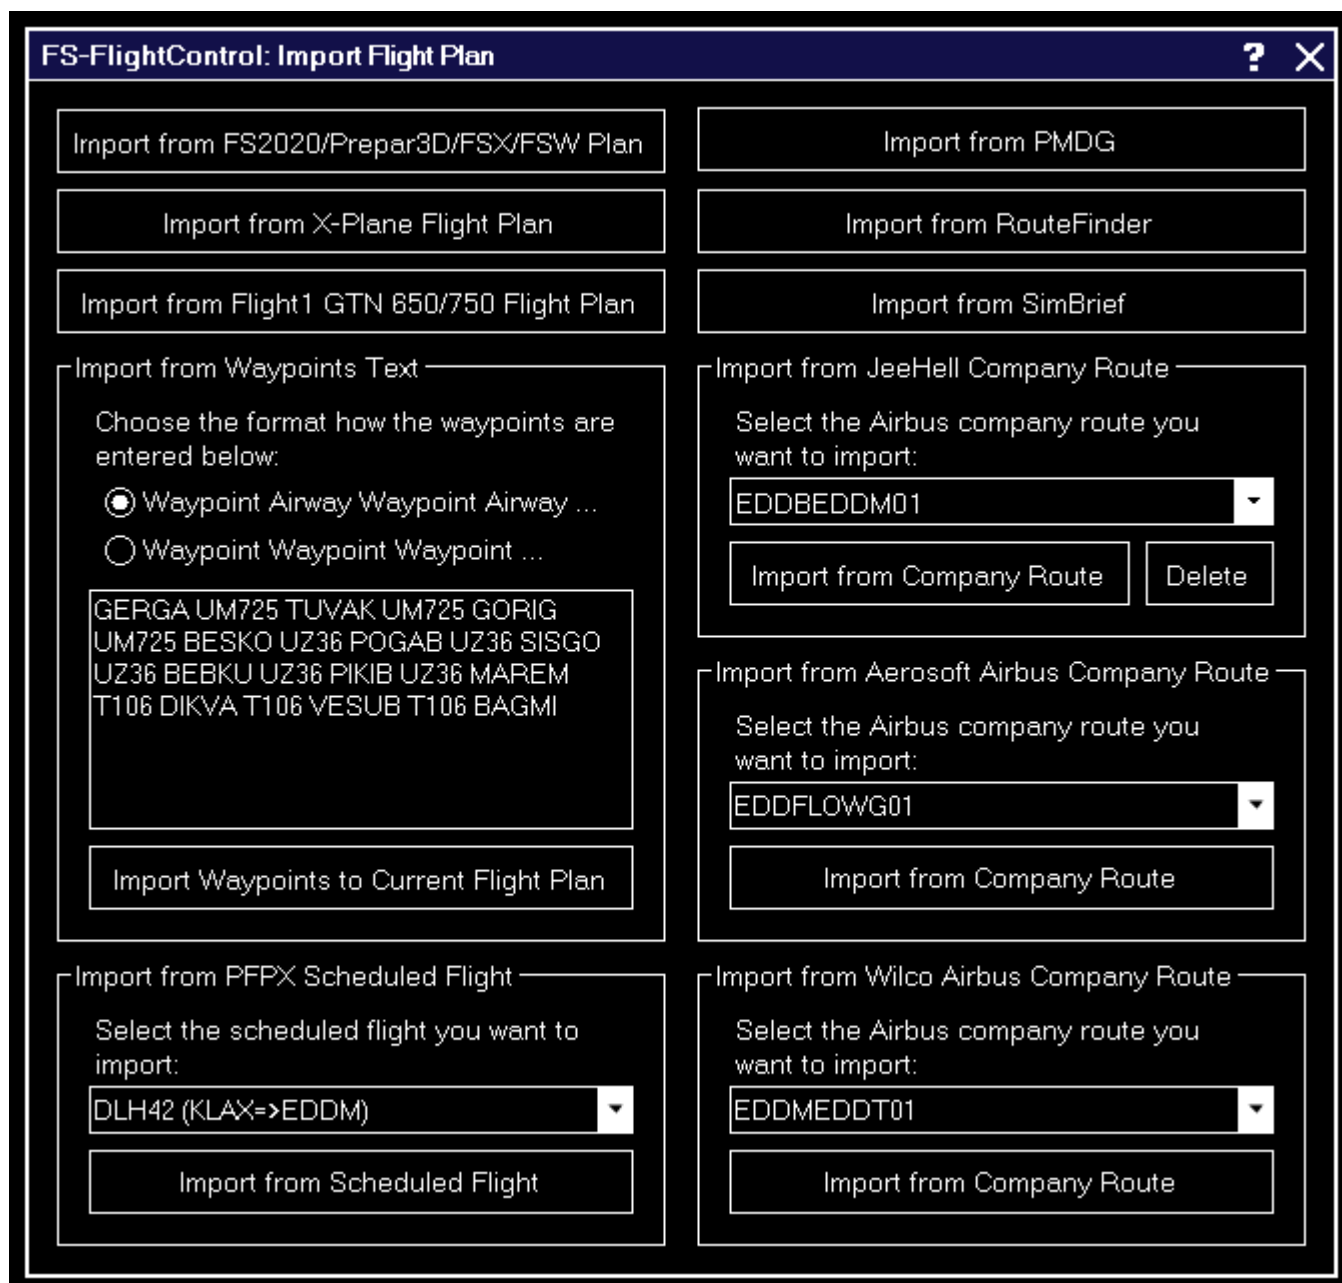 FS-FlightControl: Import Flight Plan ?
Import from FS2020/Prepar3D/FSX/FSW Plan
Import from X-Plane Flight Plan
Import from Flight1 GTN 650/750 Flight Plan
Import from Waypoints Text
Choose the format how the waypoints are
entered below:
Waypoint Airway Waypoint Airway ...
Waypoint Waypoint Waypoint ...
GERGA UM725 TUVAK UM725 GORIG
UM725 BESKO UZ36 POGAB UZ36 SISGO
UZ36 BEBKU UZ36 PIKIB UZ36 MAREM
T106 DIKVA T106 VESUB T106 BAGMI
Import Waypoints to Current Flight Plan
Import from PFPX Scheduled Flight
Select the scheduled flight you want to
import:
DLH42 (KLAX=>EDDM)
Import from Scheduled Flight
Import from PMDG
Import from RouteFinder
Import from SimBrief
Import from JeeHell Company Route
Select the Airbus company route you
want to import:
EDDBEDDM01
Import from Company Route
Delete
Import from Aerosoft Airbus Company Route
Select the Airbus company route you
want to import:
EDDFLOWG01
Import from Company Route
Import from Wilco Airbus Company Route
Select the Airbus company route you
want to import:
EDDMEDDT01
Import from Company Route